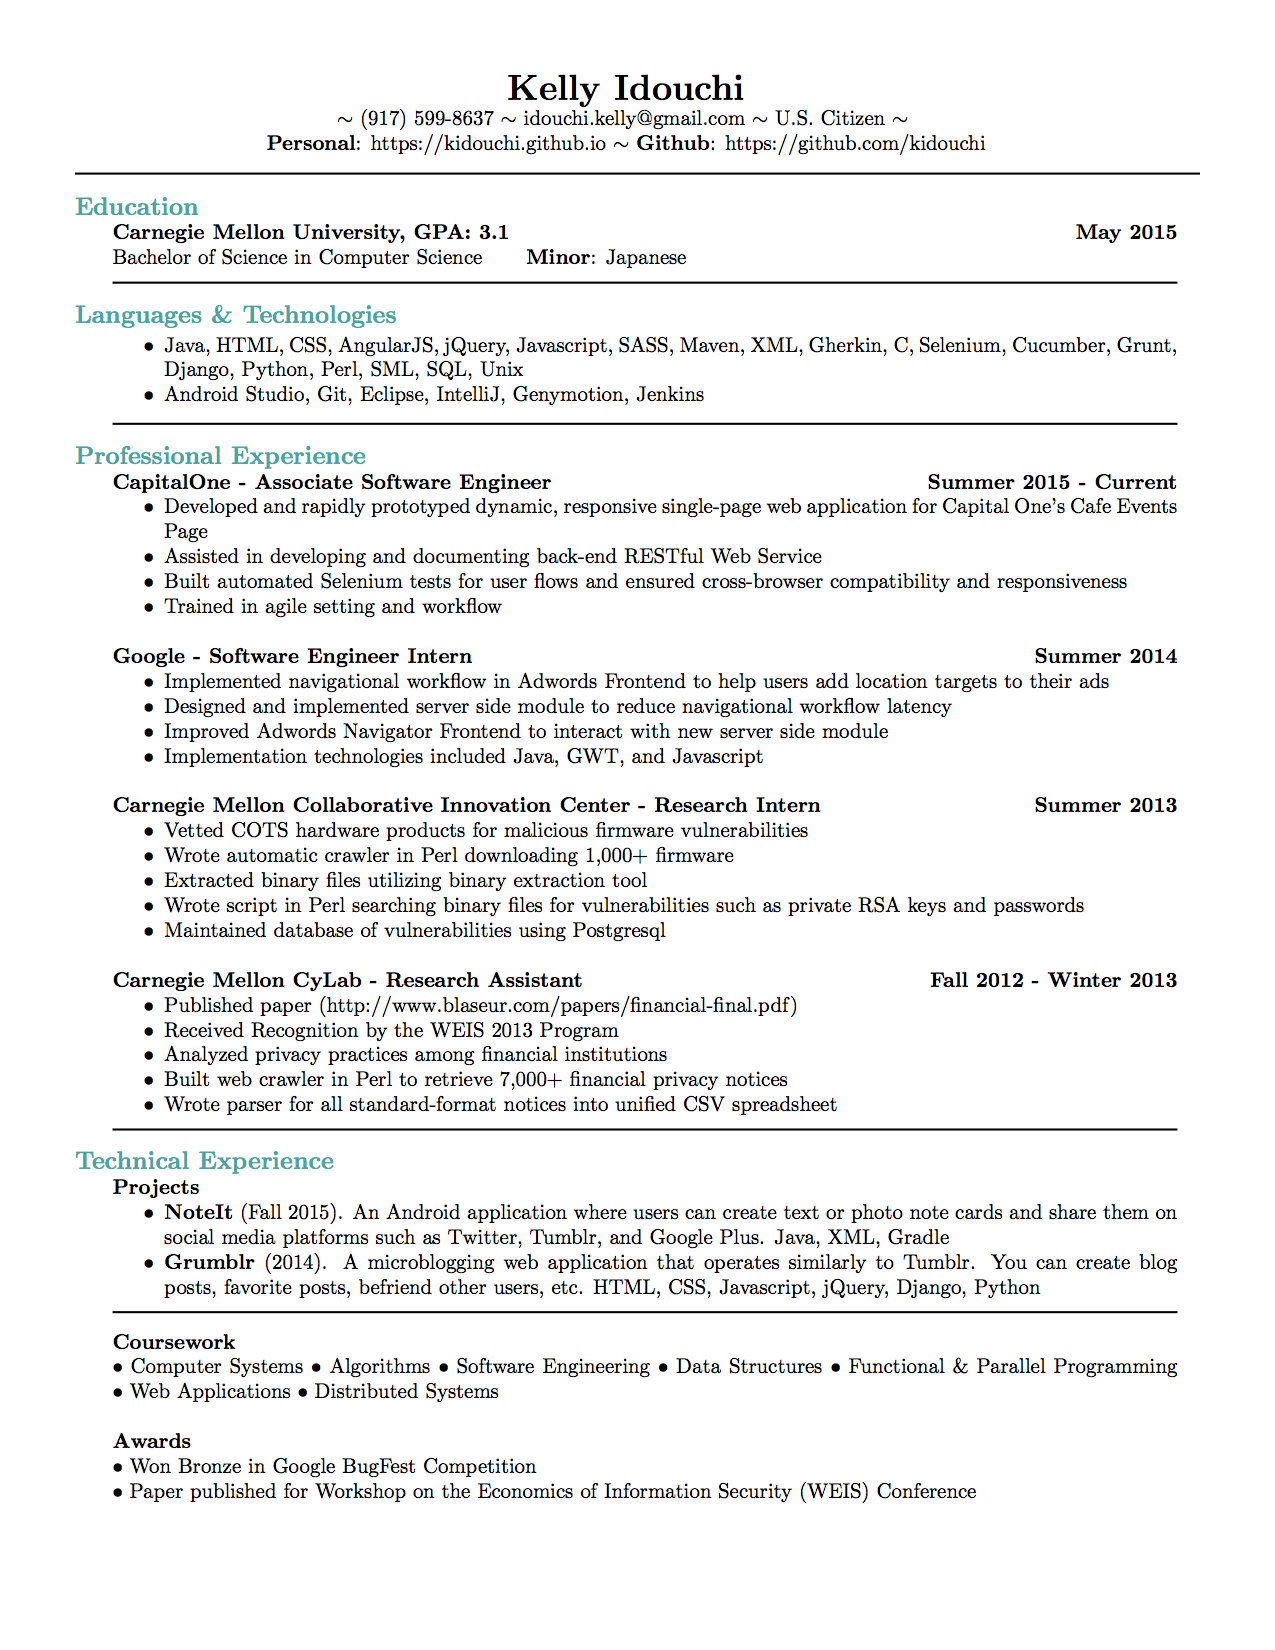 Kelly Idouchi
~ (917) 599-8637 ~ idouchi.kelly@gmail.com ~ U.S. Citizen ~
Personal: https://kidouchi.github.io ~ Github: https://github.com/kidouchi
Education
Carnegie Mellon University, GPA: 3.1 May 2015
Bachelor of Science in Computer Science Minor: Japanese
Languages & Technologies
• Java, HTML, CSS, AngularJS, jQuery, Javascript, SASS, Maven, XML, Gherkin, C, Selenium, Cucumber, Grunt,
Django, Python, Perl, SML, SQL, Unix
• Android Studio, Git, Eclipse, IntelliJ, Genymotion, Jenkins
Professional Experience
CapitalOne - Associate Software Engineer Summer 2015 - Current
• Developed and rapidly prototyped dynamic, responsive single-page web application for Capital One's Cafe Events
Page
• Assisted in developing and documenting back-end RESTful Web Service
• Built automated Selenium tests for user flows and ensured cross-browser compatibility and responsiveness
• Trained in agile setting and workflow
Google - Software Engineer Intern Summer 2014
• Implemented navigational workflow in Adwords Frontend to help users add location targets to their ads
• Designed and implemented server side module to reduce navigational workflow latency
• Improved Adwords Navigator Frontend to interact with new server side module
• Implementation technologies included Java, GWT, and Javascript
Carnegie Mellon Collaborative Innovation Center - Research Intern Summer 2013
• Vetted COTS hardware products for malicious firmware vulnerabilities
• Wrote automatic crawler in Perl downloading 1,000+ firmware
• Extracted binary files utilizing binary extraction tool
• Wrote script in Perl searching binary files for vulnerabilities such as private RSA keys and passwords
• Maintained database of vulnerabilities using Postgresql
Carnegie Mellon CyLab - Research Assistant Fall 2012 - Winter 2013
• Published paper (http://www.blaseur.com/papers/financial-final.pdf)
• Received Recognition by the WEIS 2013 Program
• Analyzed privacy practices among financial institutions
• Built web crawler in Perl to retrieve 7,000+ financial privacy notices
• Wrote parser for all standard-format notices into unified CSV spreadsheet
Technical Experience
Projects
• NoteIt (Fall 2015). An Android application where users can create text or photo note cards and share them on
social media platforms such as Twitter, Tumblr, and Google Plus. Java, XML, Gradle
• Grumblr (2014). A microblogging web application that operates similarly to Tumblr. You can create blog
posts, favorite posts, befriend other users, etc. HTML, CSS, Javascript, jQuery, Django, Python
Coursework
• Computer Systems • Algorithms • Software Engineering • Data Structures • Functional & Parallel Programming
• Web Applications • Distributed Systems
Awards
• Won Bronze in Google BugFest Competition
• Paper published for Workshop on the Economics of Information Security (WEIS) Conference